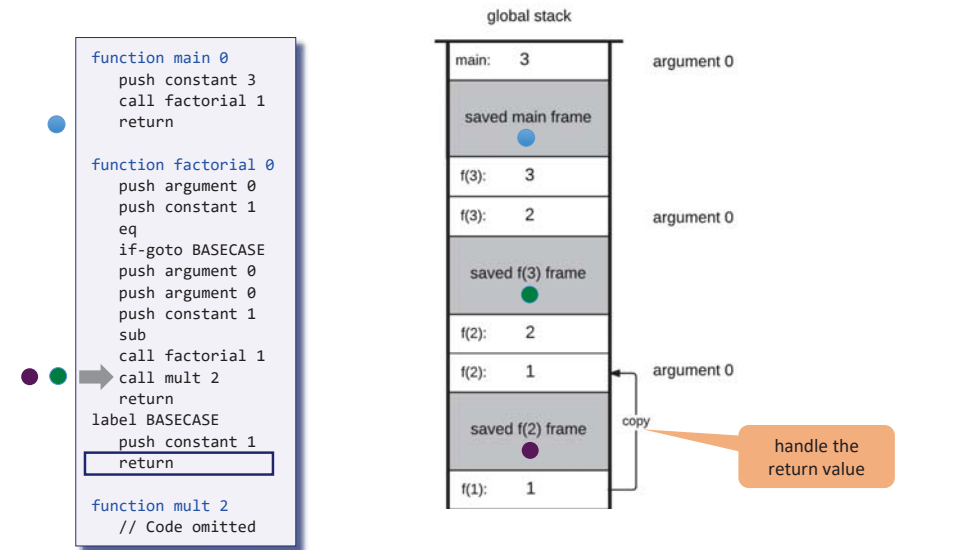 function main 0
push constant 3
call factorial 1
return
function factorial 0
push argument 0
push constant 1
eq
if-goto BASECASE
push argument 0
push argument 0
push constant 1
sub
call factorial 1
call mult 2
return
label BASECASE
push constant 1
return
function mult 2
// Code omitted
global stack
main: 3 argument 0
saved main frame
f(3): 3
f(3): 2 argument 0
saved f(3) frame
f(2): 2
f(2): 1 argument 0
saved f(2) frame
copy
f(1): 1
handle the
return value